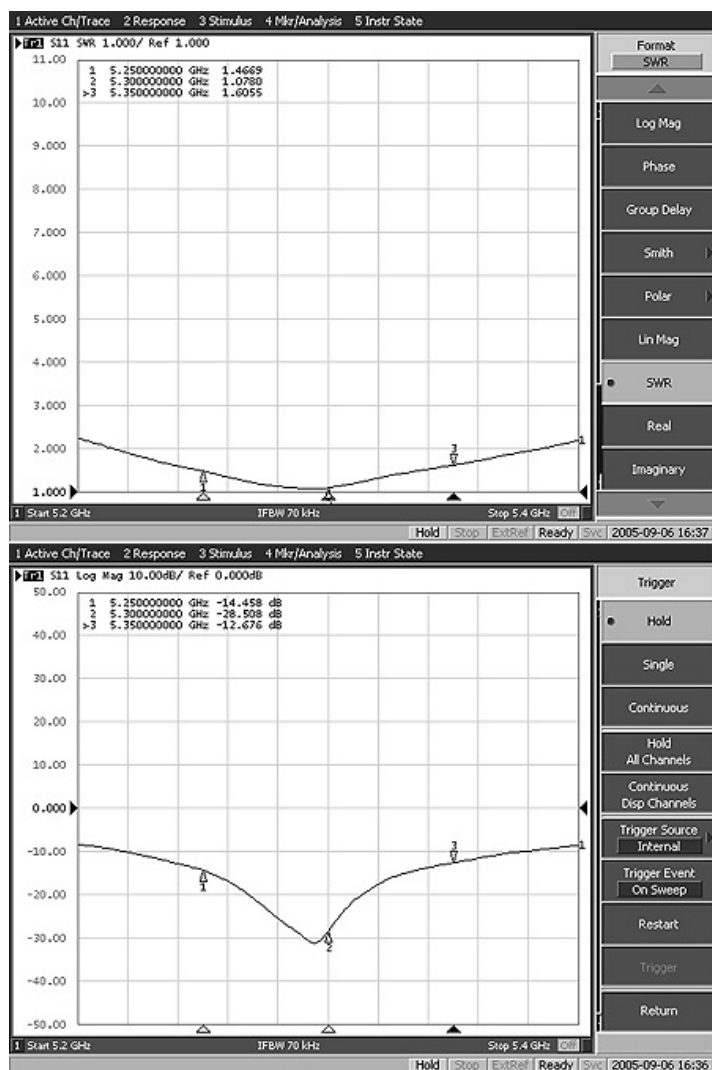 1 Active Ch/Trace 2 Response 3 Stimulus 4 Mkr/Analysis 5 Instr State
Tr1 S11 SWR 1.000/ Ref 1.000
11.00
10.00
9.000
8.000
7.000
6.000
5.000
4.000
3.000
2.000
1.000
1 5.250000000 GHz 1.4669
2 5.300000000 GHz 1.0780
>3 5.350000000 GHz 1.6055
1
3
1
1 Start 5.2 GHz IFBW 70 kHz Stop 5.4 GHz Off
Format
SWR
Log Mag
Phase
Group Delay
Smith
Polar
Lin Mag
SWR
Real
Imaginary
Hold Stop ExtRef Ready Svc 2005-09-06 16:37
1 Active Ch/Trace 2 Response 3 Stimulus 4 Mkr/Analysis 5 Instr State
Tr1 S11 Log Mag 10.00dB/ Ref 0.000dB
50.00
40.00
30.00
20.00
10.00
0.000
-10.00
-20.00
-30.00
-40.00
-50.00
1 5.250000000 GHz -14.458 dB
2 5.300000000 GHz -28.508 dB
>3 5.350000000 GHz -12.676 dB
1
2
3
1
1 Start 5.2 GHz IFBW 70 kHz Stop 5.4 GHz Off
Trigger
Hold
Single
Continuous
Hold
All Channels
Continuous
Disp Channels
Trigger Source
Internal
Trigger Event
On Sweep
Restart
Trigger
Return
Hold Stop ExtRef Ready Svc 2005-09-06 16:36